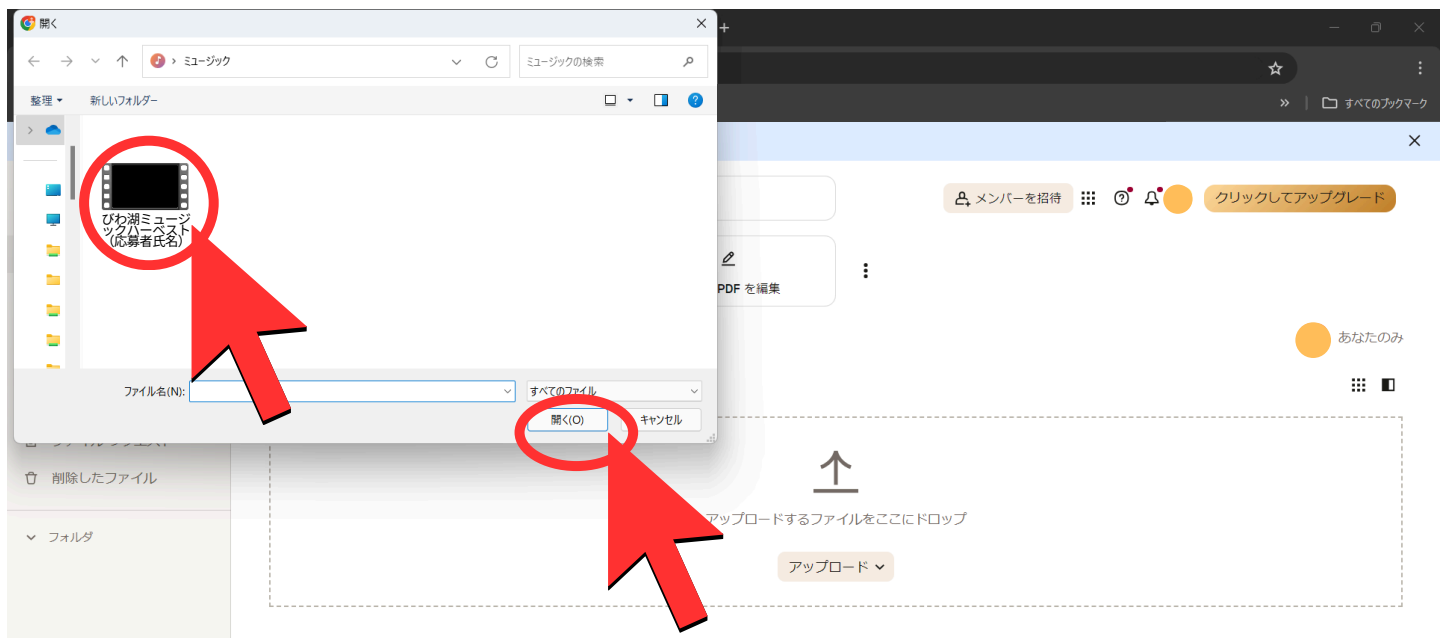 開く
ミュージック
ミュージックの検索
整理
新しいフォルダー
びわ湖ミュージ
ックハーベスト
(応募者氏名)
ファイル名(N):
すべてのファイル
開く(O)
キャンセル
すべてのブックマーク
メンバーを招待
クリックしてアップグレード
PDF を編集
あなたのみ
削除したファイル
フォルダ
アップロードするファイルをここにドロップ
アップロード